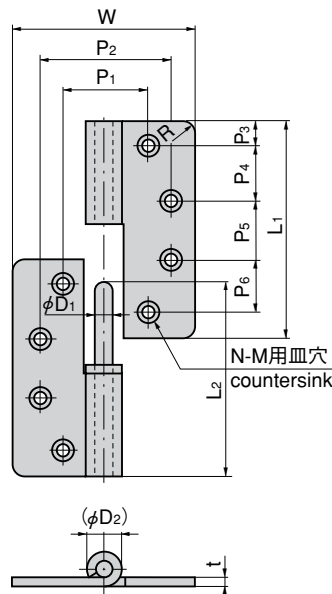 W
P2
P1
R
P3
P4
P5
P6
L1
φD1
L2
N-M用皿穴
countersink
(φD2)
t